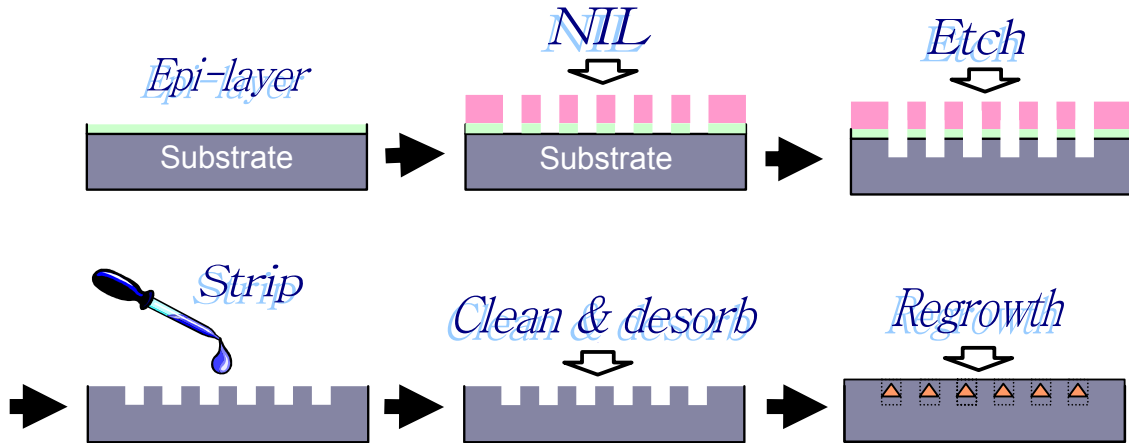 Epi-layer
NIL
Etch
Substrate
Substrate
Strip
Clean & desorb
Regrowth